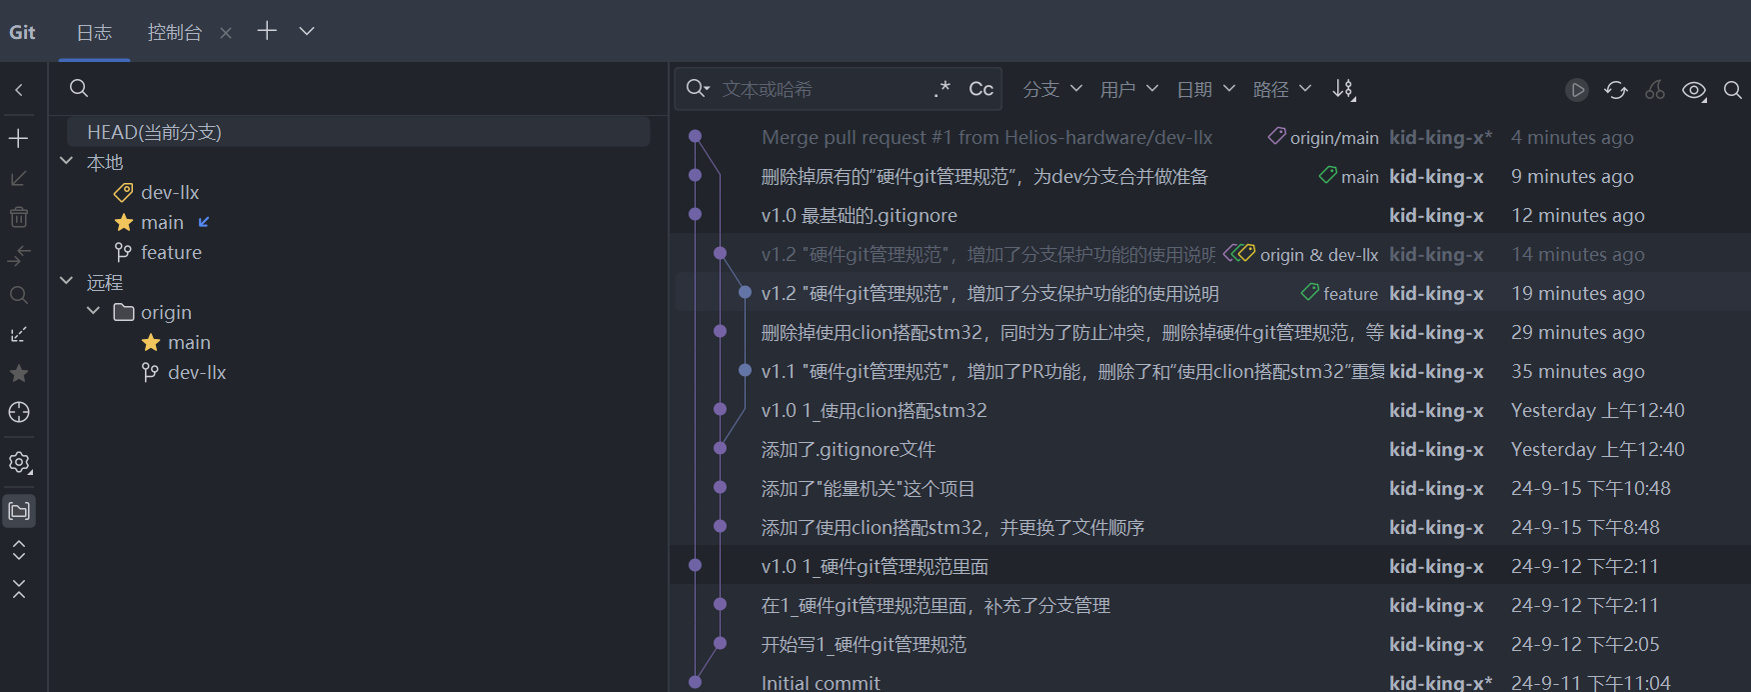 Git 日志 控制台
文本或哈希 .* Cc 分支 用户 日期 路径
HEAD(当前分支)
本地
dev-llx
main
feature
远程
origin
main
dev-llx
Merge pull request #1 from Helios-hardware/dev-llx origin/main kid-king-x* 4 minutes ago
删除掉原有的“硬件git管理规范”，为dev分支合并做准备 main kid-king-x 9 minutes ago
v1.0 最基础的.gitignore kid-king-x 12 minutes ago
v1.2 "硬件git管理规范"，增加了分支保护功能的使用说明 origin & dev-llx kid-king-x 14 minutes ago
v1.2 "硬件git管理规范"，增加了分支保护功能的使用说明 feature kid-king-x 19 minutes ago
删除掉使用clion搭配stm32，同时为了防止冲突，删除掉硬件git管理规范，等 kid-king-x 29 minutes ago
v1.1 "硬件git管理规范"，增加了PR功能，删除了和“使用clion搭配stm32”重复 kid-king-x 35 minutes ago
v1.0 1_使用clion搭配stm32 kid-king-x Yesterday 上午12:40
添加了.gitignore文件 kid-king-x Yesterday 上午12:40
添加了"能量机关"这个项目 kid-king-x 24-9-15 下午10:48
添加了使用clion搭配stm32，并更换了文件顺序 kid-king-x 24-9-15 下午8:48
v1.0 1_硬件git管理规范里面 kid-king-x 24-9-12 下午2:11
在1_硬件git管理规范里面，补充了分支管理 kid-king-x 24-9-12 下午2:11
开始写1_硬件git管理规范 kid-king-x 24-9-12 下午2:05
Initial commit kid-king-x* 24-9-11 下午11:04